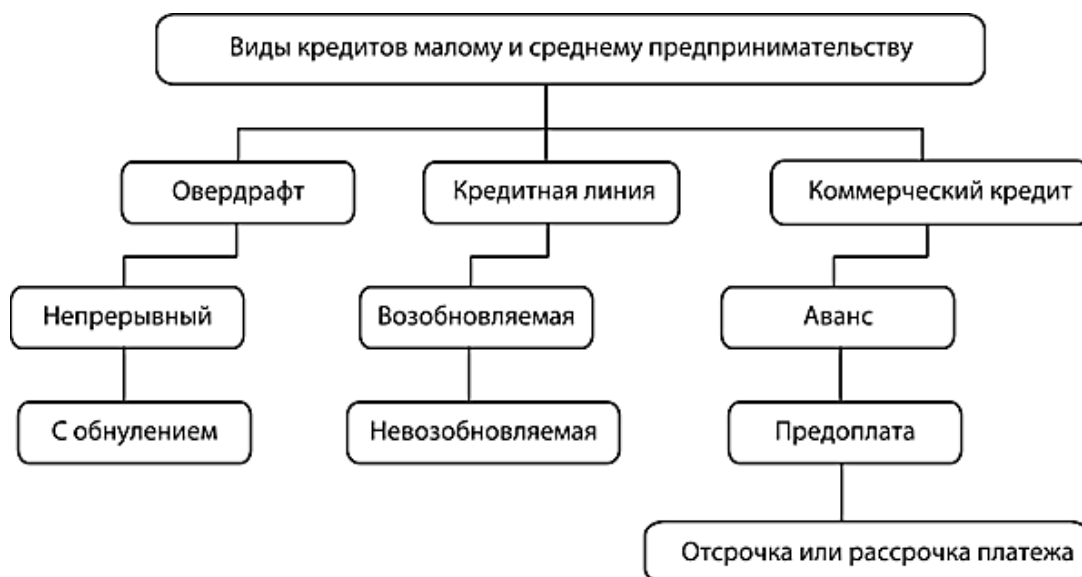 Виды кредитов малому и среднему предпринимательству
Овердрафт
Кредитная линия
Коммерческий кредит
Непрерывный
Возобновляемая
Аванс
С обнулением
Невозобновляемая
Предоплата
Отсрочка или рассрочка платежа